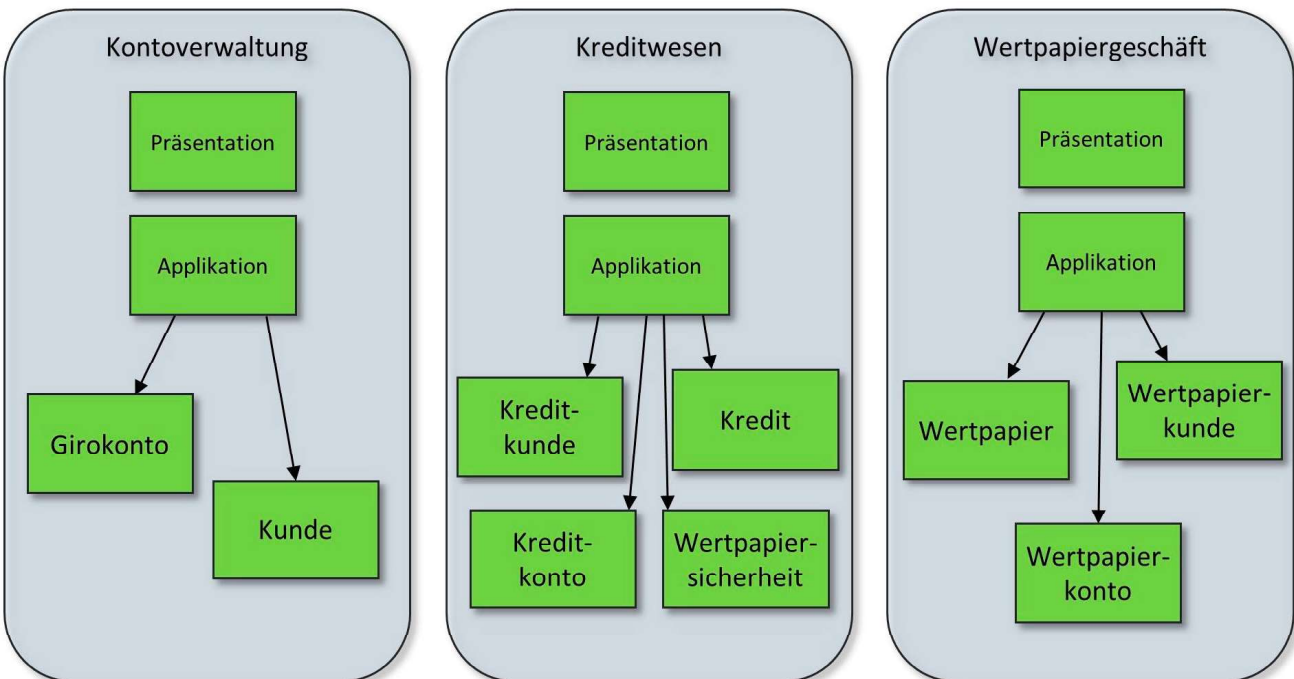 Kontoverwaltung
Präsentation
Applikation
Girokonto
Kunde
Kreditwesen
Präsentation
Applikation
Kredit-
kunde
Kredit
Kredit-
konto
Wertpapier-
sicherheit
Wertpapiergeschäft
Präsentation
Applikation
Wertpapier
Wertpapier-
kunde
Wertpapier-
konto